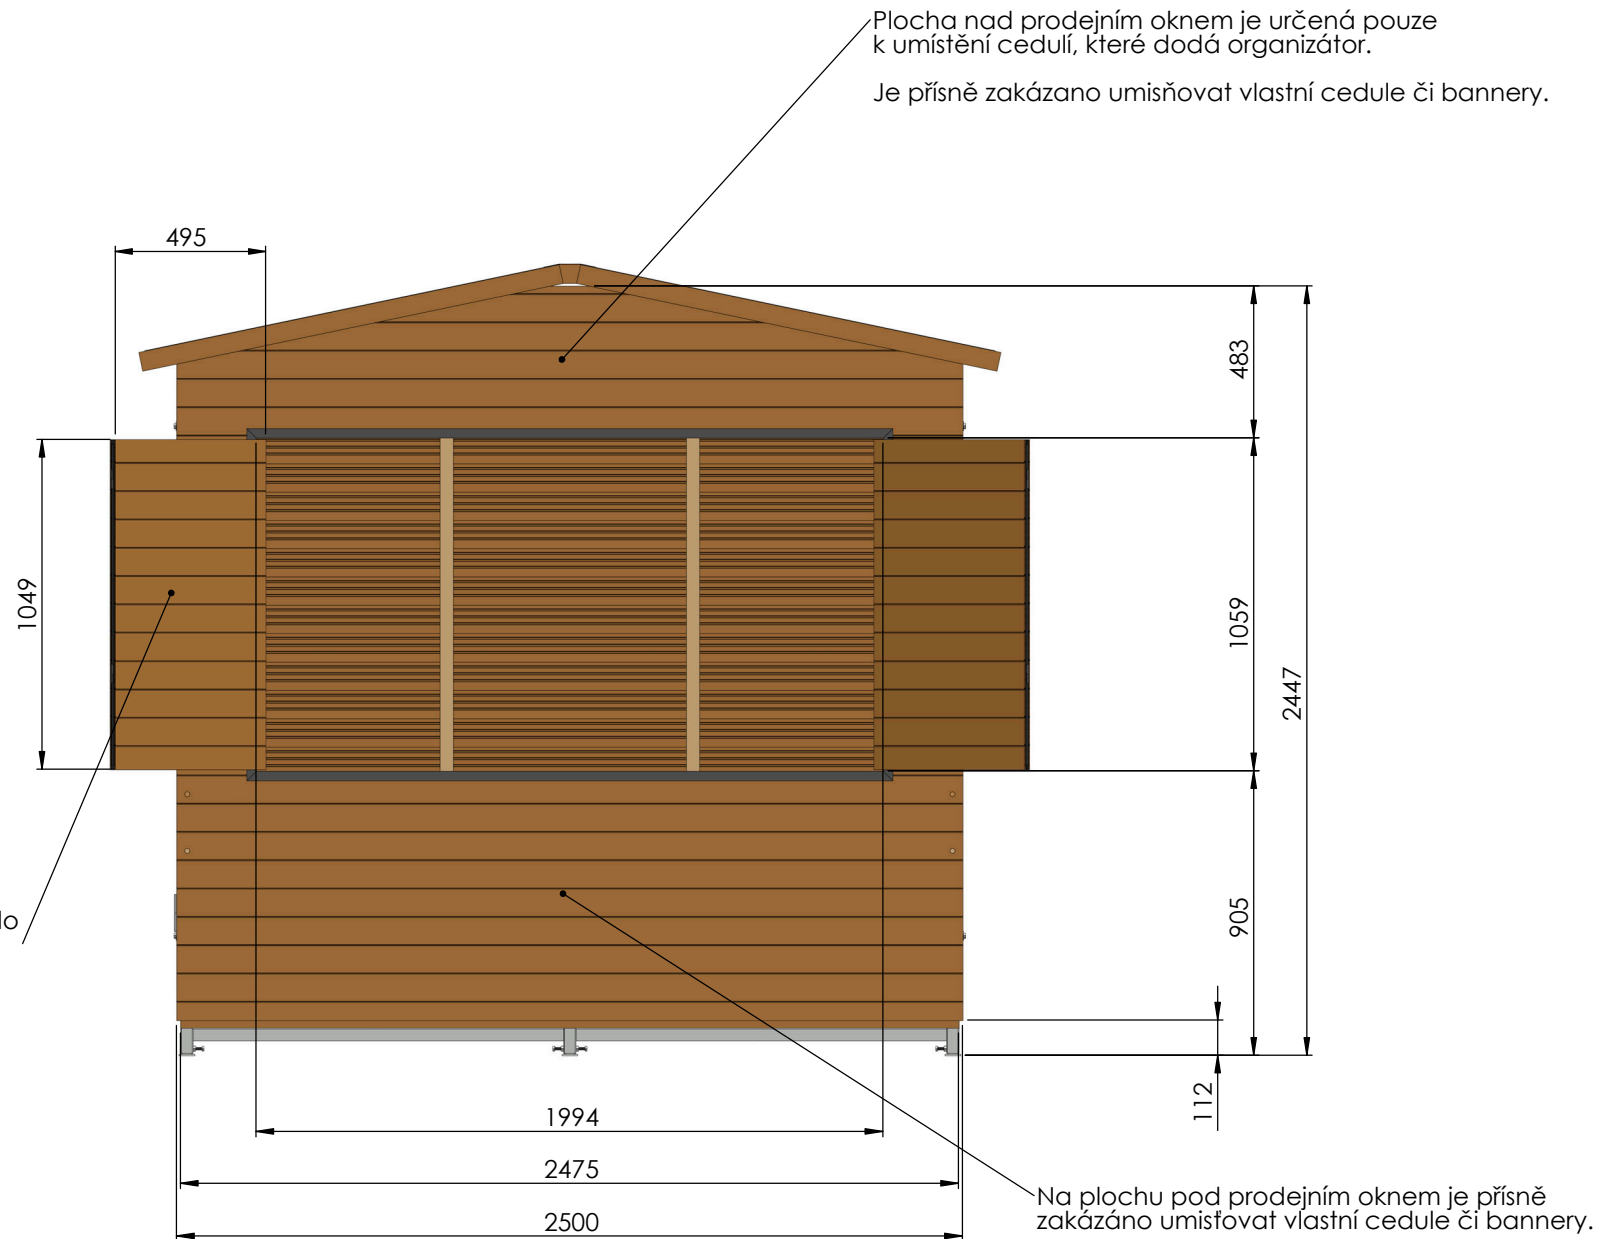 Plocha nad prodejním oknem je určená pouze
k umístění cedulí, které dodá organizátor.
Je přísně zakázano umisňovat vlastní cedule či bannery.
495
483
1049
1059
2447
905
112
1994
2475
2500
Na plochu pod prodejním oknem je přísně
zakázáno umisťovat vlastní cedule či bannery.